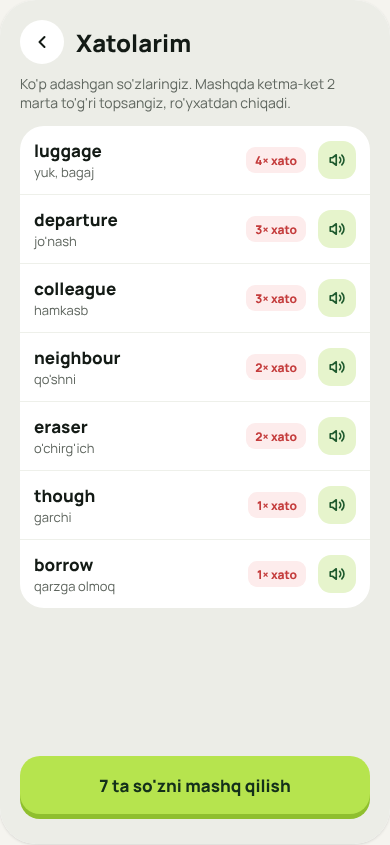 Xatolarim
Ko'p adashgan so'zlaringiz. Mashqda ketma-ket 2
marta to'g'ri topsangiz, ro'yxatdan chiqadi.
luggage
yuk, bagaj
4× xato
departure
jo'nash
3× xato
colleague
hamkasb
3× xato
neighbour
qo'shni
2× xato
eraser
o'chirg'ich
2× xato
though
garchi
1× xato
borrow
qarzga olmoq
1× xato
7 ta so'zni mashq qilish